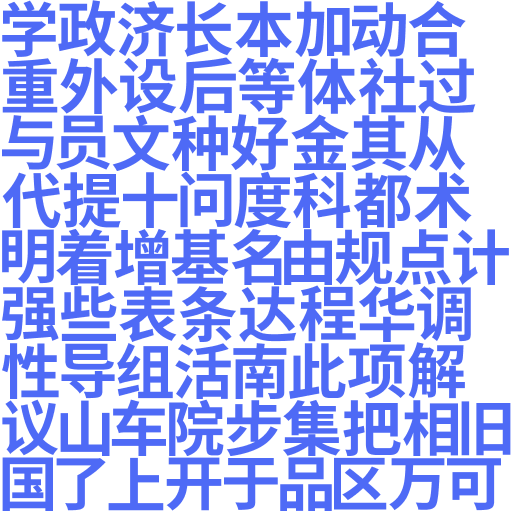 学政济长本加动合
重外设后等体社过
与员文种好金其从
代提十问度科都术
明着增基名由规点计
强些表条达程华调
性导组活南此项解
议山车院步集把相旧
国了上开于品区万可